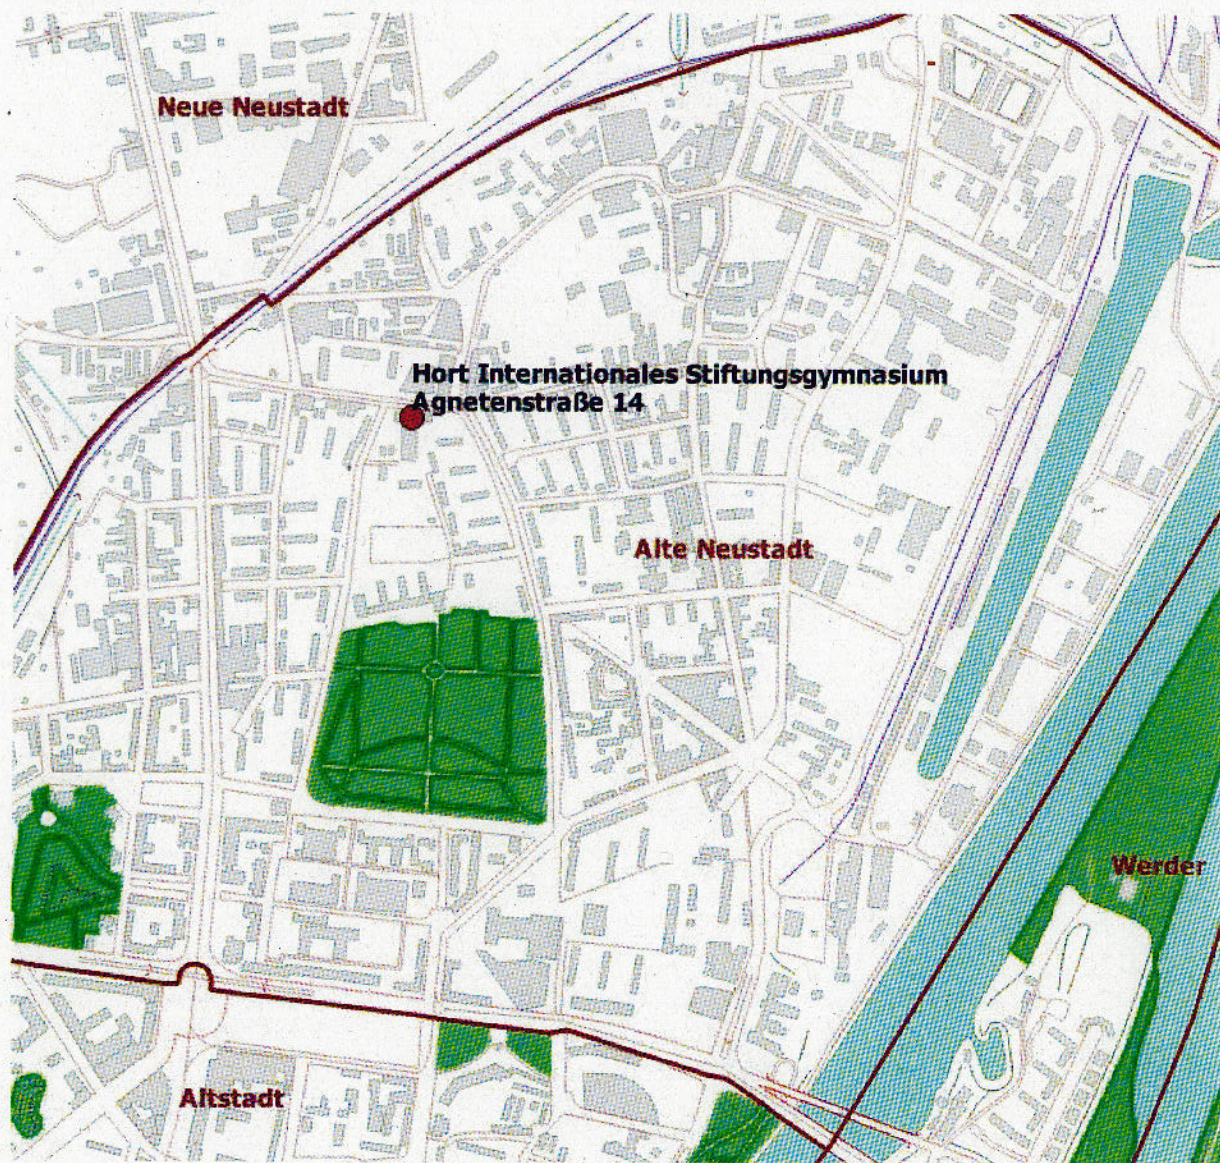 Neue Neustadt
Hort Internationales Stiftungsgymnasium
Agnetenstraße 14
Alte Neustadt
Werder
Altstadt